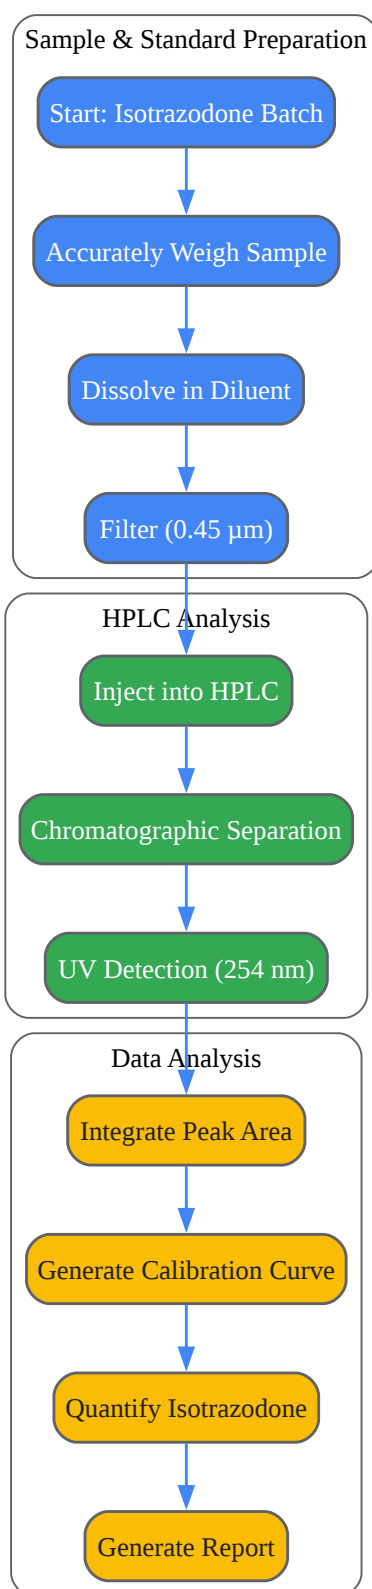 Sample & Standard Preparation
Start: Isotrazodone Batch
Accurately Weigh Sample
Dissolve in Diluent
Filter (0.45 µm)
HPLC Analysis
Inject into HPLC
Chromatographic Separation
UV Detection (254 nm)
Data Analysis
Integrate Peak Area
Generate Calibration Curve
Quantify Isotrazodone
Generate Report